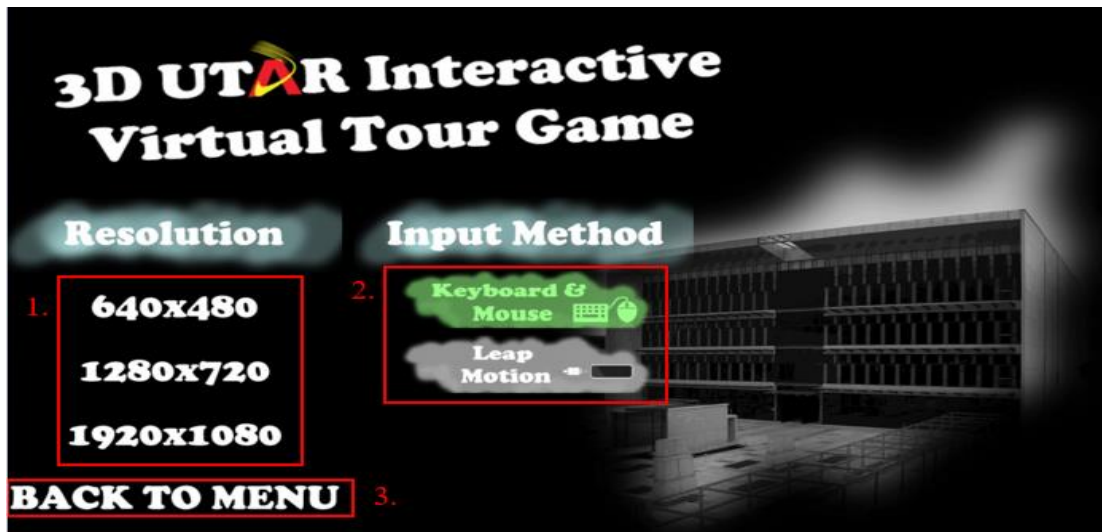 3D UTAR Interactive
Virtual Tour Game
Resolution
Input Method
1.
640x480
1280x720
1920x1080
2.
Keyboard &
Mouse
Leap
Motion
BACK TO MENU
3.